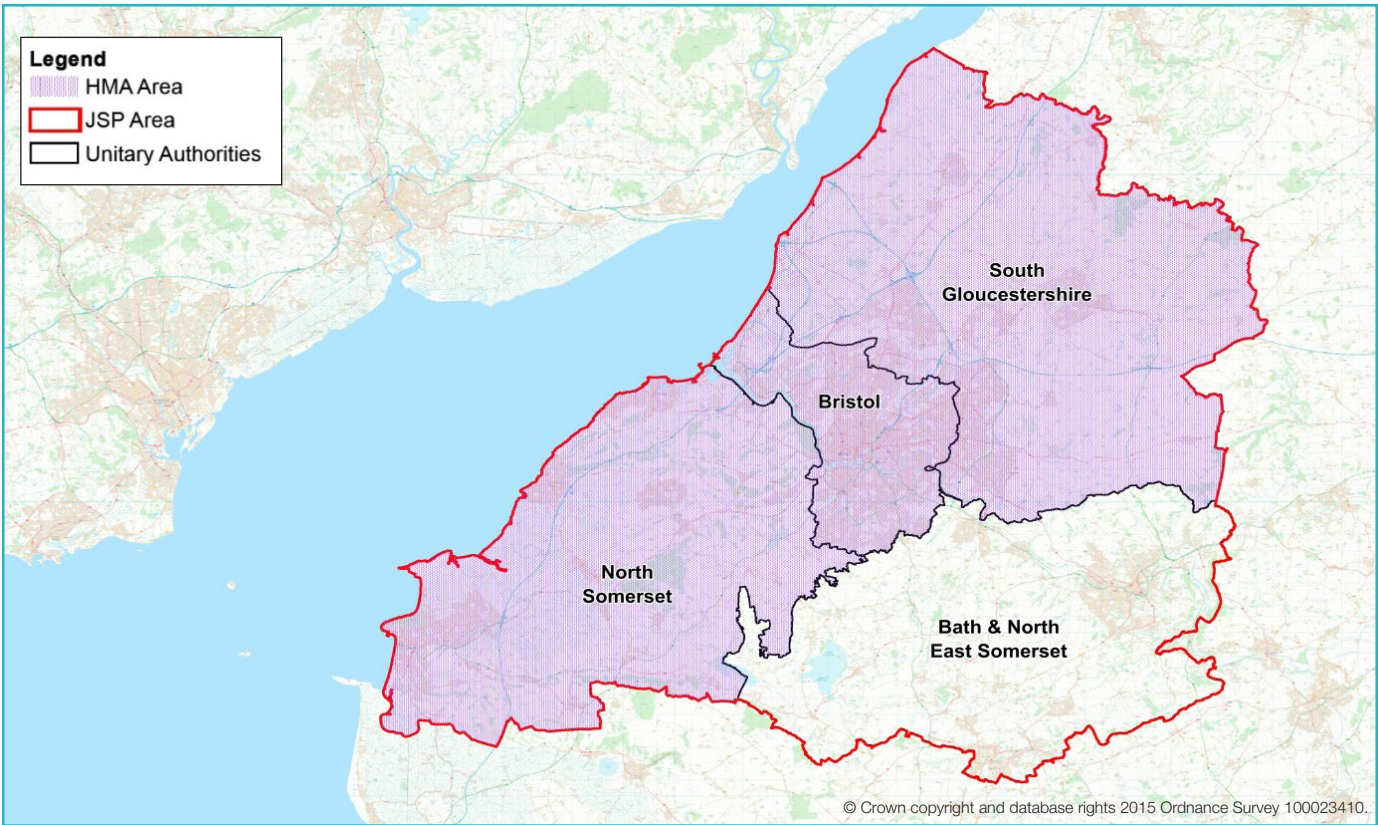 Legend
HMA Area
JSP Area
Unitary Authorities
South
Gloucestershire
Bristol
North
Somerset
Bath & North
East Somerset
© Crown copyright and database rights 2015 Ordnance Survey 100023410.